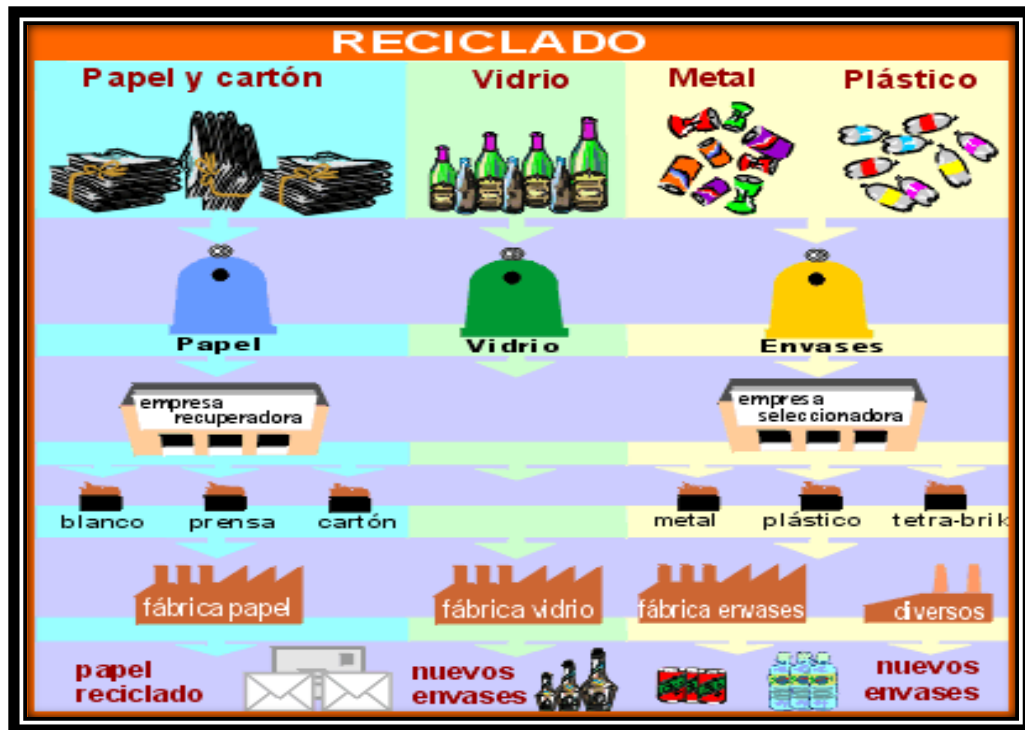 RECICLADO
Papel y cartón
Vidrio
Metal
Plástico
Papel
Vidrio
Envases
empresa
recuperadora
empresa
seleccionadora
blanco
prensa
cartón
metal
plástico
tetra-brik
fábrica papel
fábrica vidrio
fábrica envases
diversos
papel
reciclado
nuevos
envases
nuevos
envases